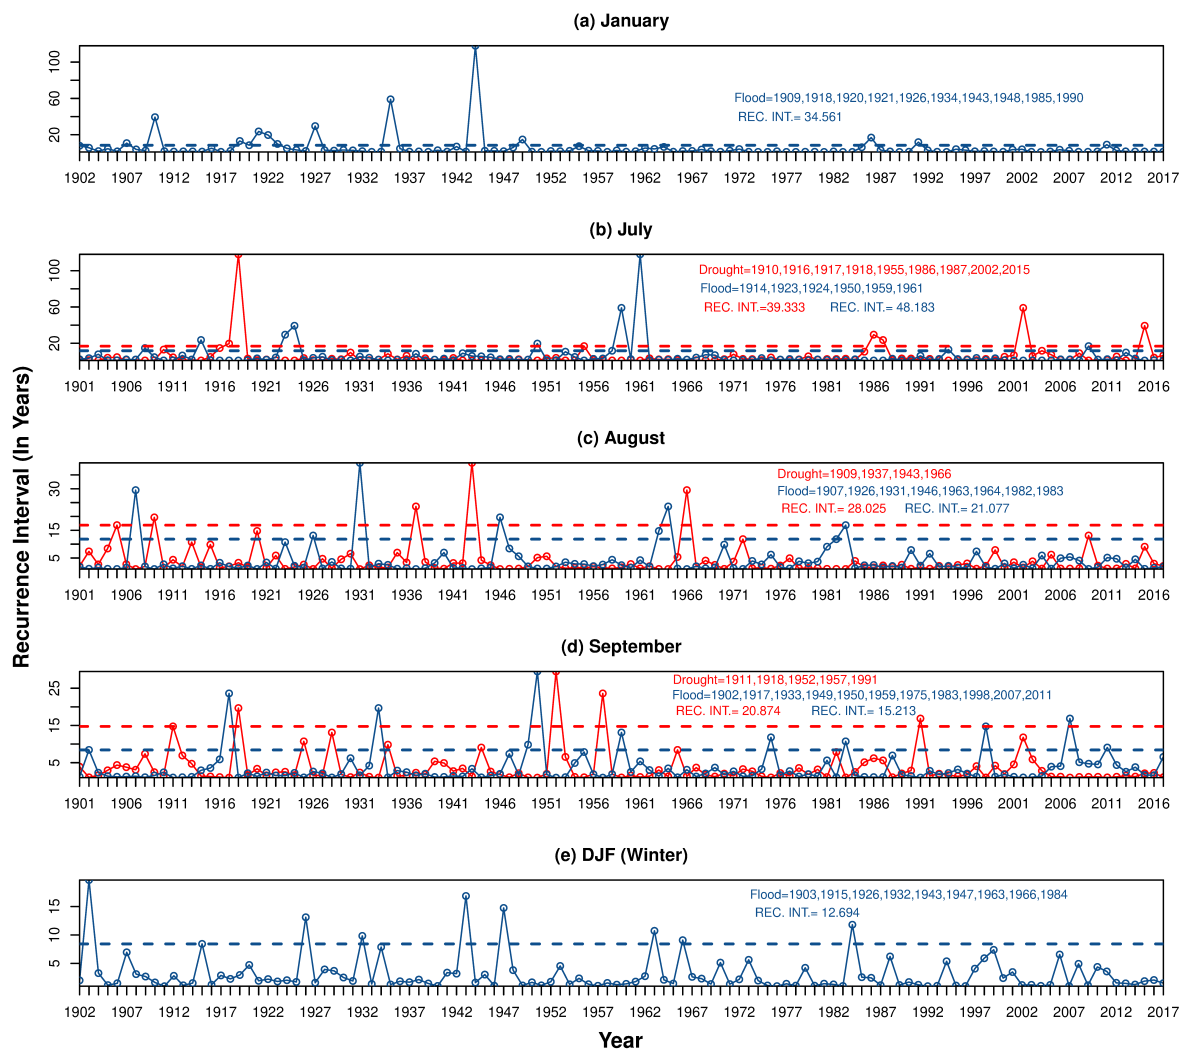 (a) January
100
60
20
Flood=1909,1918,1920,1921,1926,1934,1943,1948,1985,1990
REC. INT.= 34.561
1902 1907 1912 1917 1922 1927 1932 1937 1942 1947 1952 1957 1962 1967 1972 1977 1982 1987 1992 1997 2002 2007 2012 2017
(b) July
100
60
20
Drought=1910,1916,1917,1918,1955,1986,1987,2002,2015
Flood=1914,1923,1924,1950,1959,1961
REC. INT.=39.333 REC. INT.= 48.183
1901 1906 1911 1916 1921 1926 1931 1936 1941 1946 1951 1956 1961 1966 1971 1976 1981 1986 1991 1996 2001 2006 2011 2016
Recurrence Interval (In Years)
(c) August
30
15
5
Drought=1909,1937,1943,1966
Flood=1907,1926,1931,1946,1963,1964,1982,1983
REC. INT.= 28.025 REC. INT.= 21.077
1901 1906 1911 1916 1921 1926 1931 1936 1941 1946 1951 1956 1961 1966 1971 1976 1981 1986 1991 1996 2001 2006 2011 2016
(d) September
25
15
5
Drought=1911,1918,1952,1957,1991
Flood=1902,1917,1933,1949,1950,1959,1975,1983,1998,2007,2011
REC. INT.= 20.874 REC. INT.= 15.213
1901 1906 1911 1916 1921 1926 1931 1936 1941 1946 1951 1956 1961 1966 1971 1976 1981 1986 1991 1996 2001 2006 2011 2016
(e) DJF (Winter)
15
10
5
Flood=1903,1915,1926,1932,1943,1947,1963,1966,1984
REC. INT.= 12.694
1902 1907 1912 1917 1922 1927 1932 1937 1942 1947 1952 1957 1962 1967 1972 1977 1982 1987 1992 1997 2002 2007 2012 2017
Year